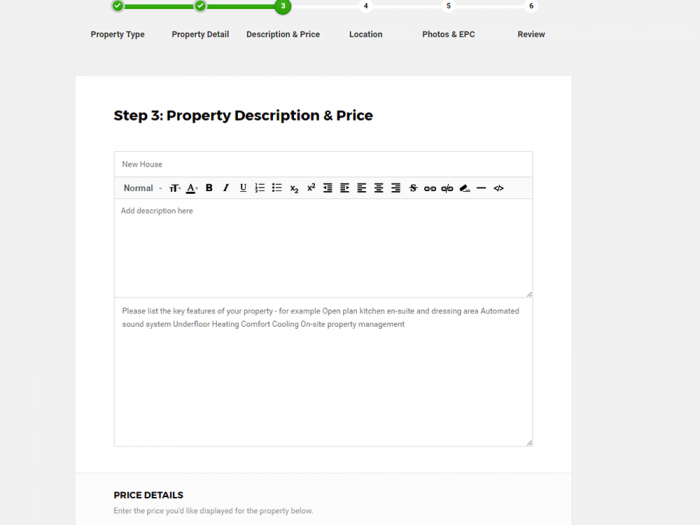 3 4 5 6
Property Type Property Detail Description & Price Location Photos & EPC Review
Step 3: Property Description & Price
New House
Normal A B I U x2 x² S </>
Add description here
Please list the key features of your property - for example Open plan kitchen en-suite and dressing area Automated
sound system Underfloor Heating Comfort Cooling On-site property management
PRICE DETAILS
Enter the price you'd like displayed for the property below.